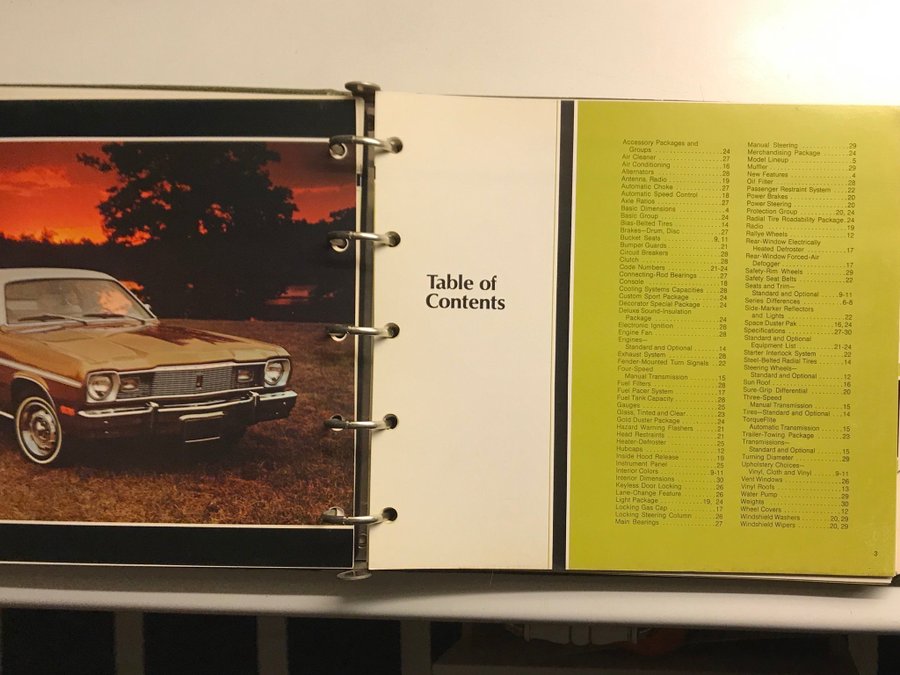 Table of
Contents
Accessory Packages and
Groups . . . 24
Air Cleaner . . . 27
Air Conditioning . . . 16
Alternators . . . 26
Antenna, Radio . . . 19
Automatic Choke . . . 27
Automatic Speed Control . . . 18
Axle Ratios . . . 27
Basic Dimensions . . . 4
Basic Group . . . 24
Bias-Belted Tires . . . 14
Brakes—Drum, Disc . . . 27
Bucket Seats . . . 9, 11
Bumper Guards . . . 21
Circuit Breakers . . . 28
Clutch . . . 28
Code Numbers . . . 21-24
Connecting-Rod Bearings . . . 27
Console . . . 18
Cooling Systems Capacities . . . 28
Custom Sport Package . . . 24
Decorator Special Package . . . 24
Deluxe Sound-Insulation
Package . . . 24
Electronic Ignition . . . 26
Engine Fan . . . 28
Engines—
Standard and Optional . . . 14
Exhaust System . . . 28
Fender-Mounted Turn Signals . . 22
Four-Speed
Manual Transmission . . . 15
Fuel Filters . . . 28
Fuel Pacer System . . . 17
Fuel Tank Capacity . . . 28
Gauges . . . 25
Glass, Tinted and Clear . . . 23
Gold Duster Package . . . 24
Hazard Warning Flashers . . . 21
Head Restraints . . . 21
Heater-Defroster . . . 25
Hubcaps . . . 12
Inside Hood Release . . . 19
Instrument Panel . . . 25
Interior Colors . . . 9-11
Interior Dimensions . . . 30
Keyless Door Locking . . . 26
Lane-Change Feature . . . 26
Light Package . . . 19, 24
Locking Gas Cap . . . 17
Locking Steering Column . . . 26
Main Bearings . . . 27
Manual Steering . . . 29
Merchandising Package . . . 24
Model Lineup . . . 5
Muffler . . . 29
New Features . . . 4
Oil Filter . . . 28
Passenger Restraint System . . . 22
Power Brakes . . . 20
Power Steering . . . 20
Protection Group . . . 20, 24
Radial Tire Roadability Package . 24
Radio . . . 19
Rallye Wheels . . . 12
Rear-Window Electrically
Heated Defroster . . . 17
Rear-Window Forced-Air
Defogger . . . 17
Safety-Rim Wheels . . . 29
Safety Seat Belts . . . 22
Seats and Trim—
Standard and Optional . . . 9-11
Series Differences . . . 6-8
Side-Marker Reflectors
and Lights . . . 22
Space Duster Pak . . . 16, 24
Specifications . . . 27-30
Standard and Optional
Equipment List . . . 21-24
Starter Interlock System . . . 22
Steel-Belted Radial Tires . . . 14
Steering Wheels—
Standard and Optional . . . 12
Sun Roof . . . 16
Sure-Grip Differential . . . 20
Three-Speed
Manual Transmission . . . 15
Tires—Standard and Optional . . . 14
TorqueFlite
Automatic Transmission . . . 15
Trailer-Towing Package . . . 23
Transmissions—
Standard and Optional . . . 15
Turning Diameter . . . 29
Upholstery Choices—
Vinyl, Cloth and Vinyl . . . 9-11
Vent Windows . . . 26
Vinyl Roofs . . . 13
Water Pump . . . 29
Weights . . . 30
Wheel Covers . . . 12
Windshield Washers . . . 20, 29
Windshield Wipers . . . 20, 29
3